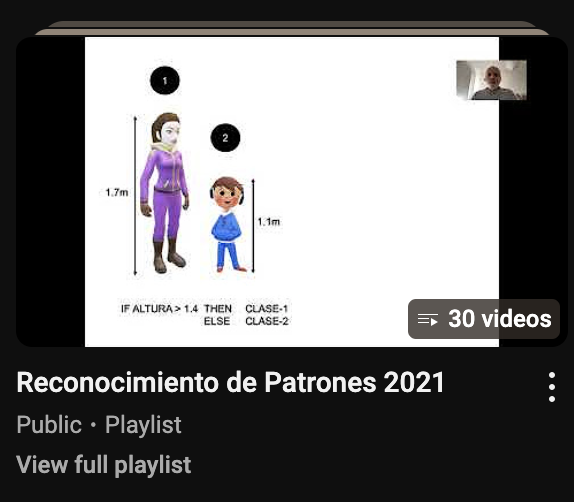 1
2
1.7m
1.1m
IF ALTURA > 1.4 THEN CLASE-1
ELSE CLASE-2
30 videos
Reconocimiento de Patrones 2021
Public • Playlist
View full playlist